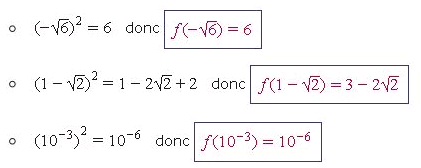 (−√6)² = 6 donc f(−√6) = 6
(1 − √2)² = 1 − 2√2 + 2 donc f(1 − √2) = 3 − 2√2
(10⁻³)² = 10⁻⁶ donc f(10⁻³) = 10⁻⁶